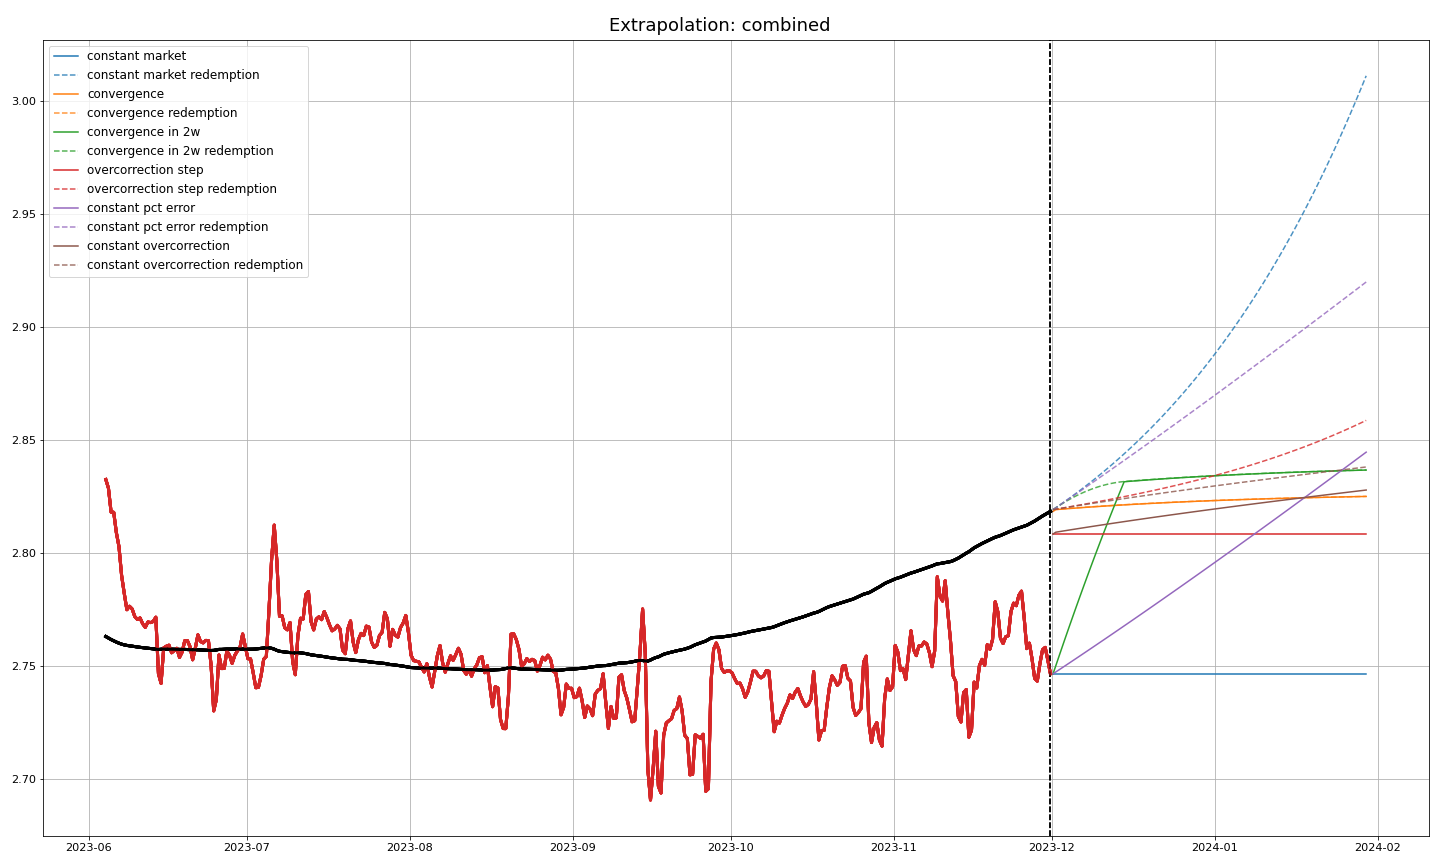 Extrapolation: combined
constant market
constant market redemption
convergence
convergence redemption
convergence in 2w
convergence in 2w redemption
overcorrection step
overcorrection step redemption
constant pct error
constant pct error redemption
constant overcorrection
constant overcorrection redemption
3.00
2.95
2.90
2.85
2.80
2.75
2.70
2023-06 2023-07 2023-08 2023-09 2023-10 2023-11 2023-12 2024-01 2024-02